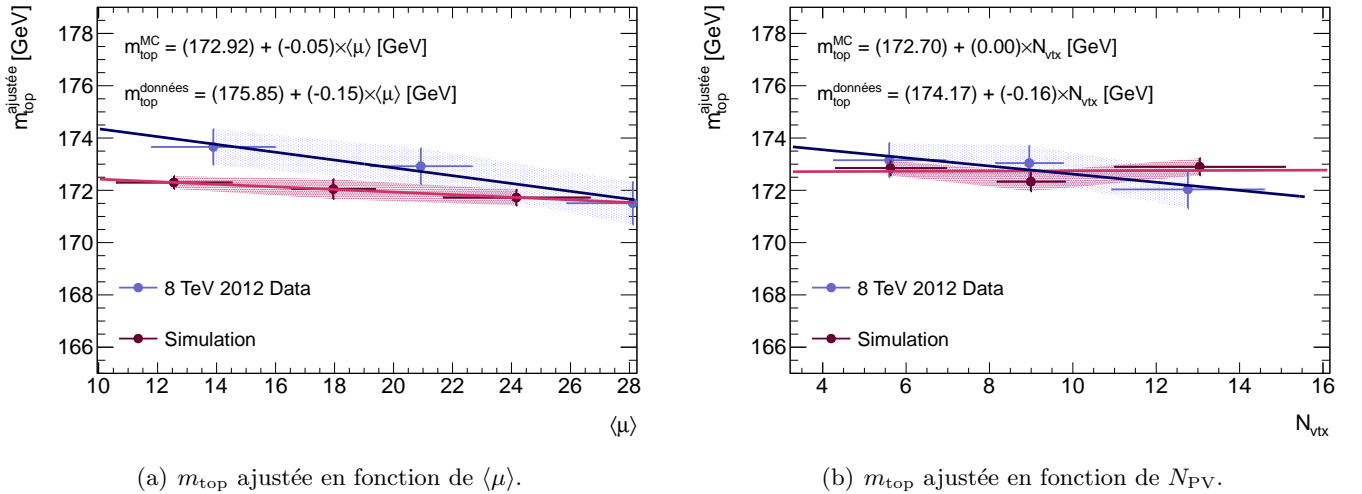 m_top^ajustée [GeV]
178
176
174
172
170
168
166
m_top^MC = (172.92) + (-0.05)×⟨μ⟩ [GeV]
m_top^données = (175.85) + (-0.15)×⟨μ⟩ [GeV]
8 TeV 2012 Data
Simulation
10 12 14 16 18 20 22 24 26 28
⟨μ⟩
(a) m_top ajustée en fonction de ⟨μ⟩.
m_top^ajustée [GeV]
178
176
174
172
170
168
166
m_top^MC = (172.70) + (0.00)×N_vtx [GeV]
m_top^données = (174.17) + (-0.16)×N_vtx [GeV]
8 TeV 2012 Data
Simulation
4 6 8 10 12 14 16
N_vtx
(b) m_top ajustée en fonction de N_PV.